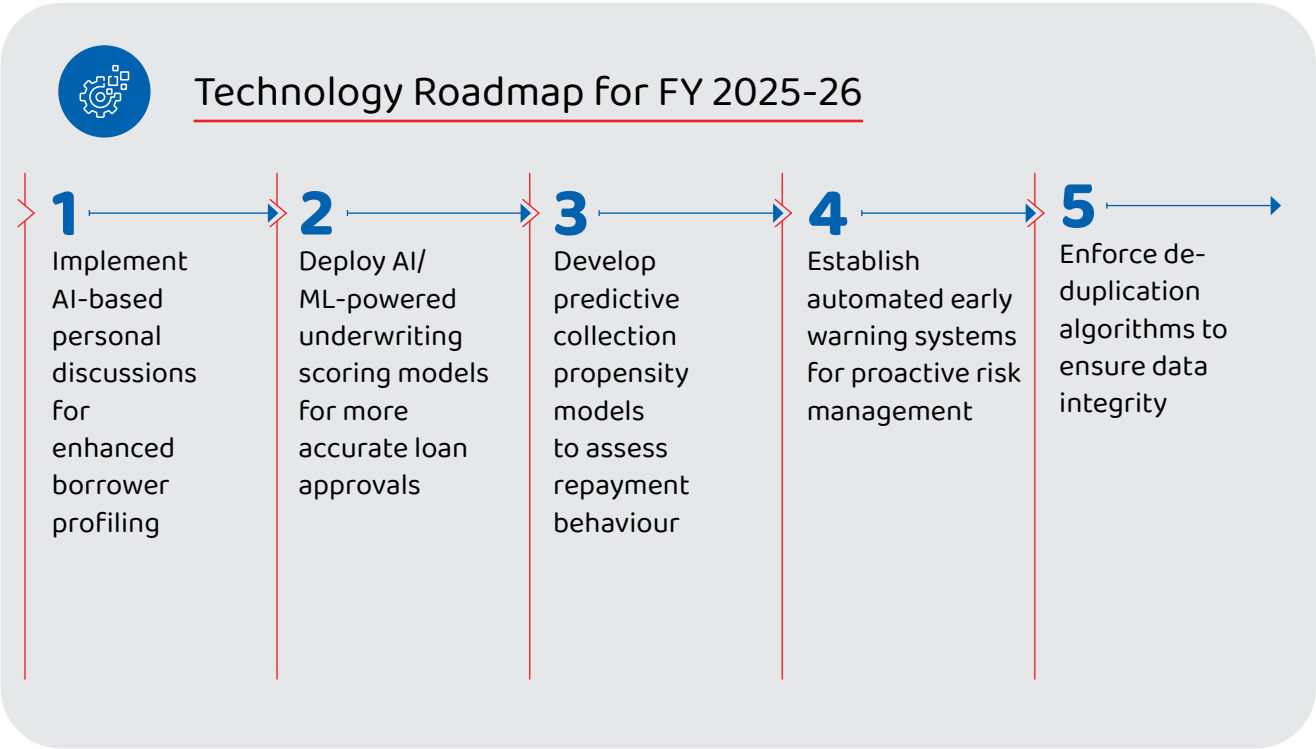 Technology Roadmap for FY 2025-26
1
Implement
AI-based
personal
discussions
for
enhanced
borrower
profiling
2
Deploy AI/
ML-powered
underwriting
scoring models
for more
accurate loan
approvals
3
Develop
predictive
collection
propensity
models
to assess
repayment
behaviour
4
Establish
automated early
warning systems
for proactive risk
management
5
Enforce de-
duplication
algorithms to
ensure data
integrity